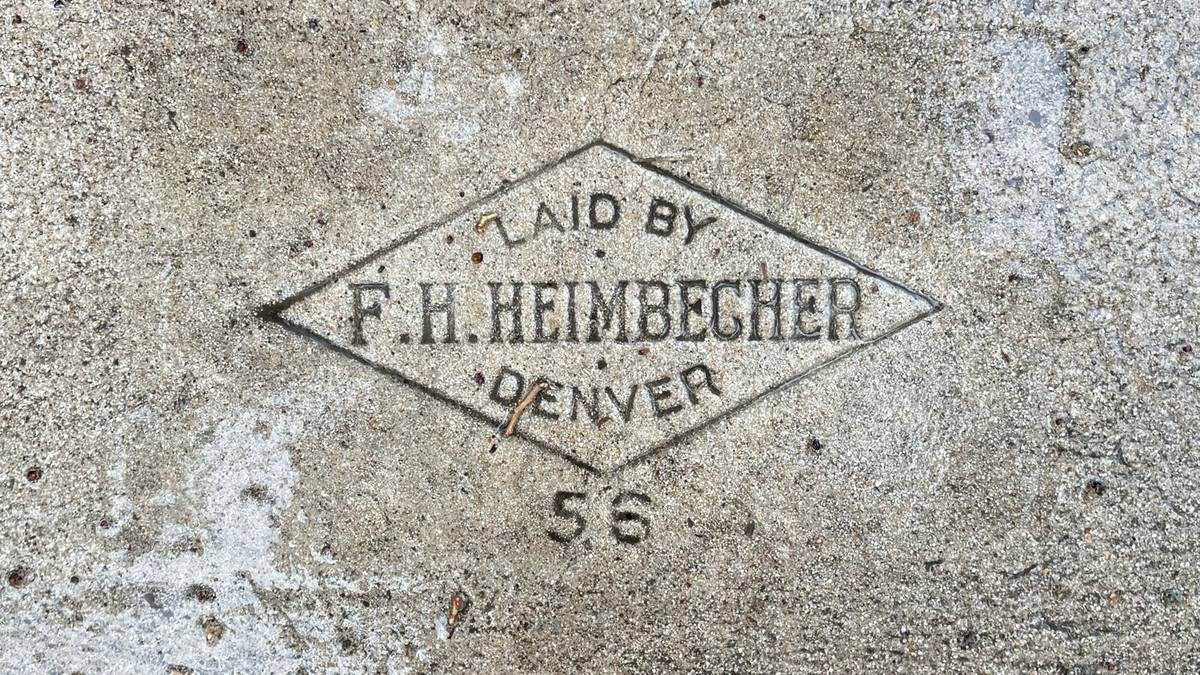 LAID BY
F.H.HEIMBECHER
DENVER
56